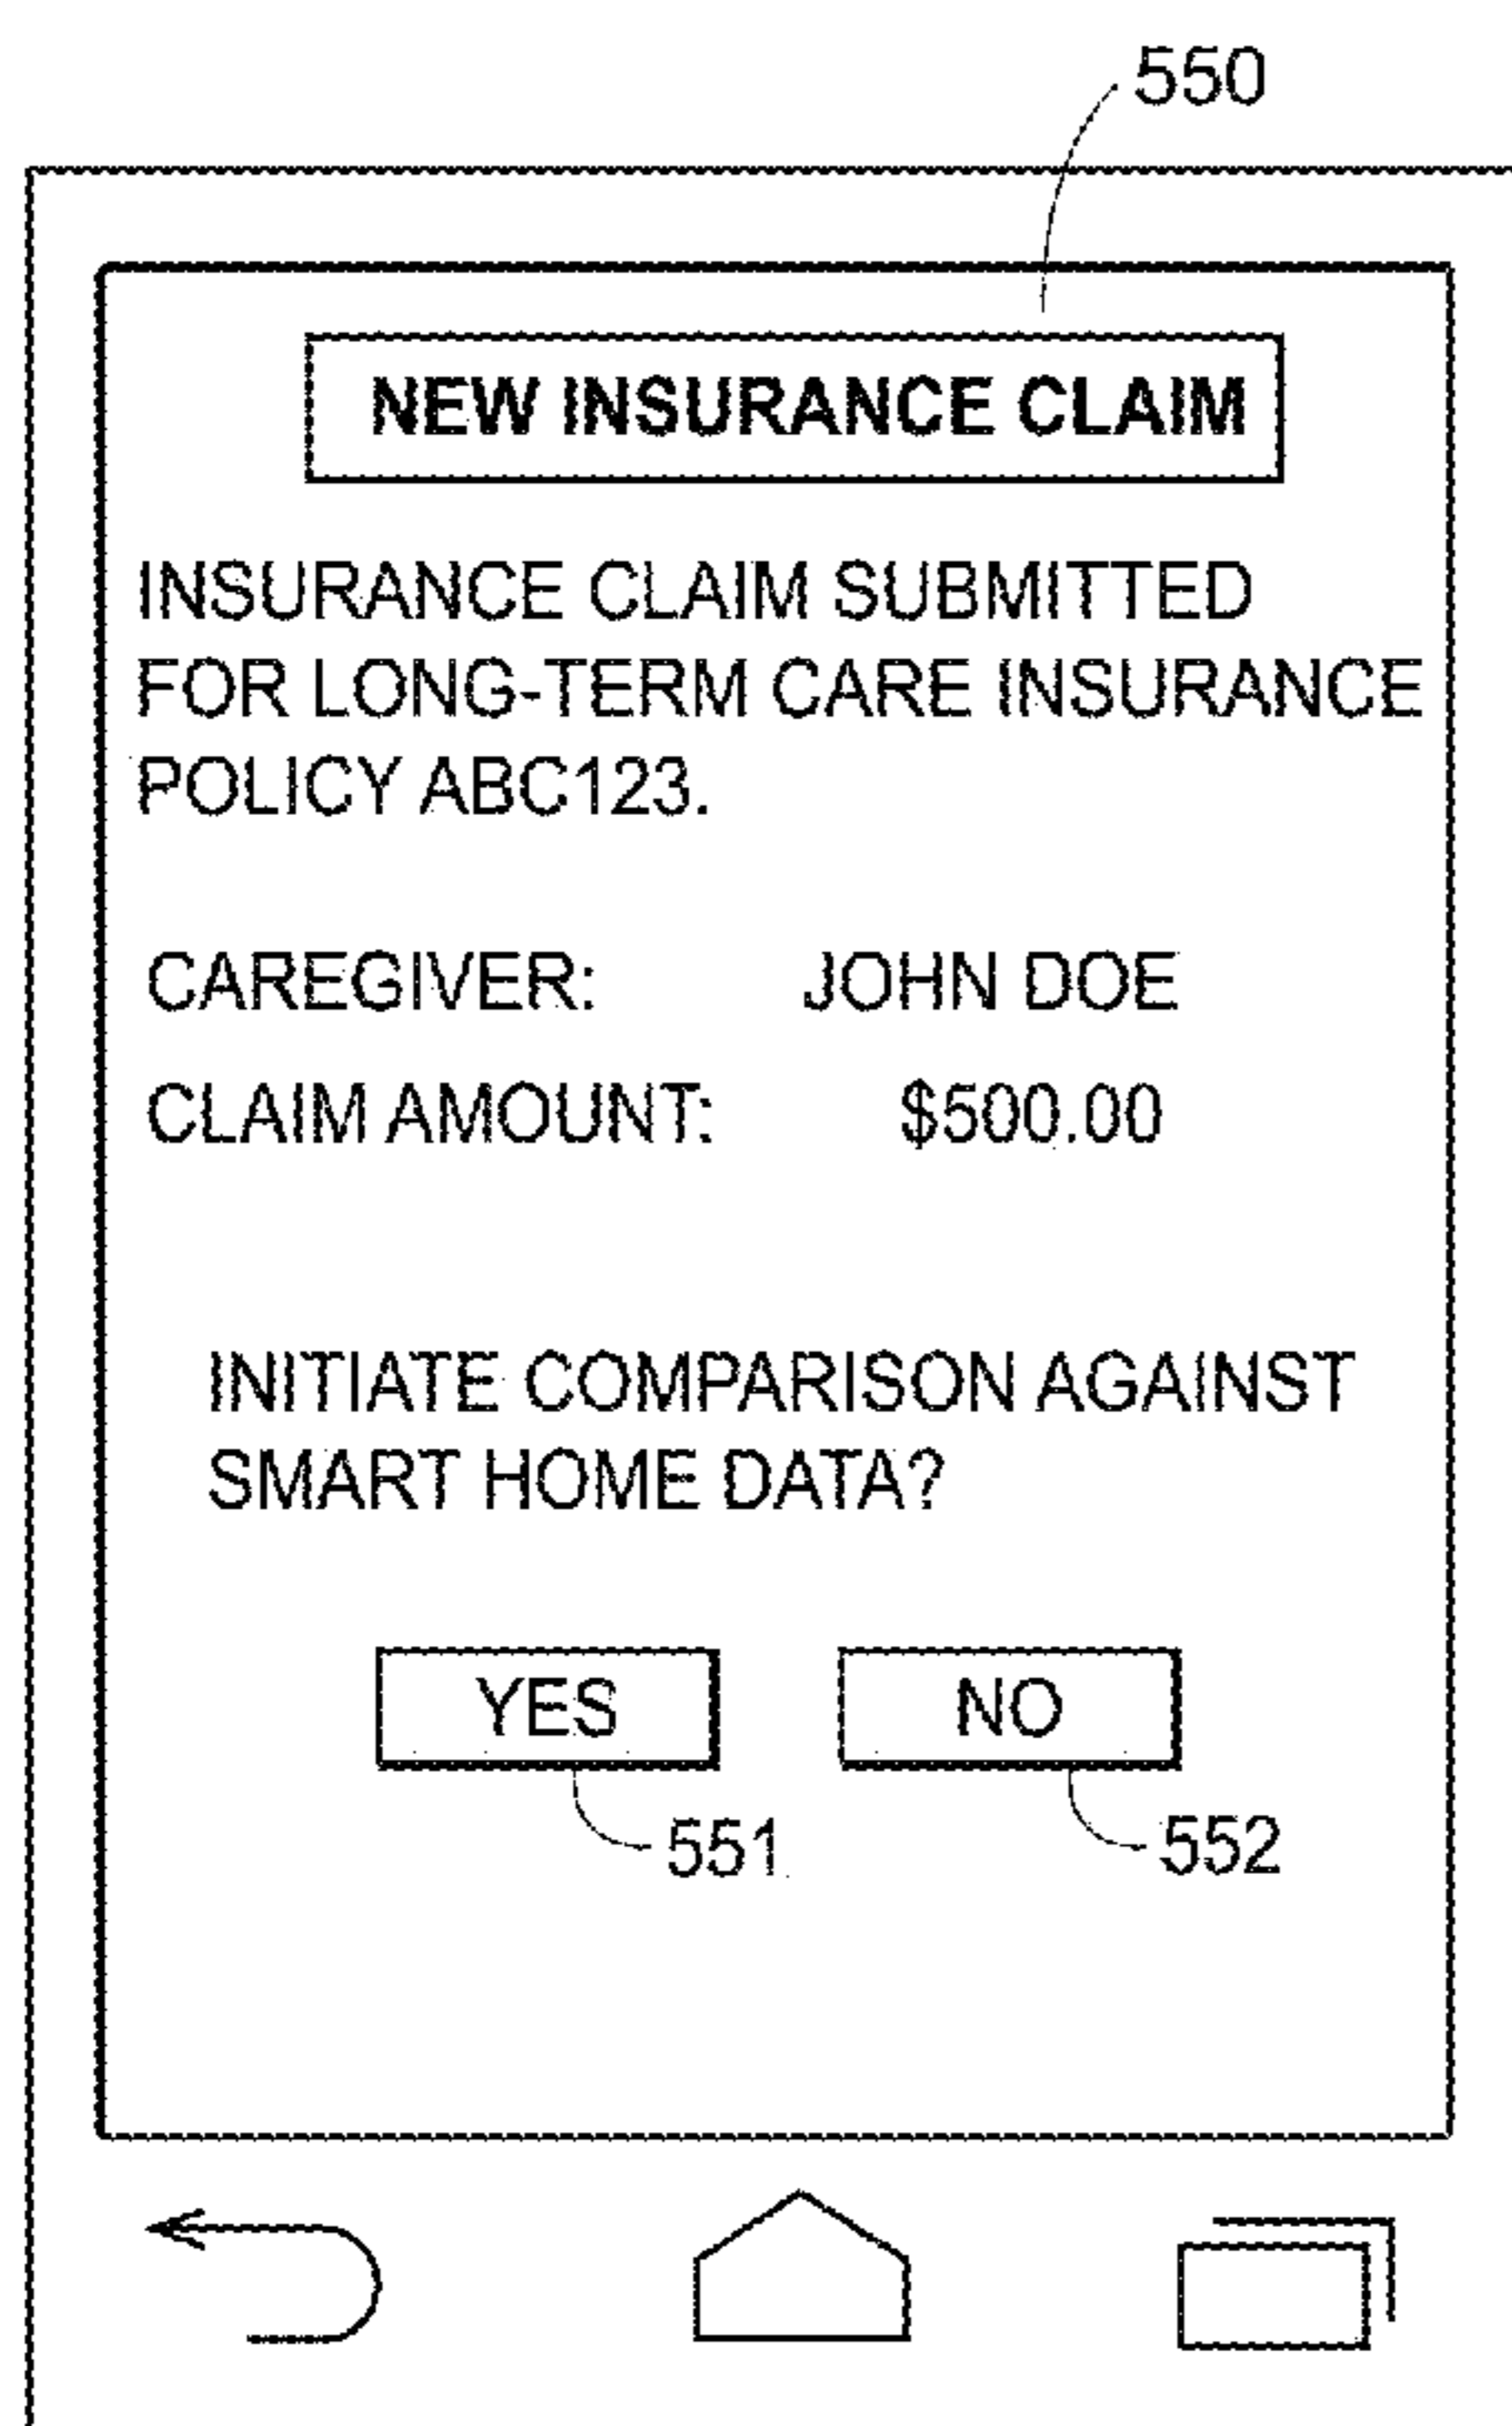 550
NEW INSURANCE CLAIM
INSURANCE CLAIM SUBMITTED
FOR LONG-TERM CARE INSURANCE
POLICY ABC123.
CAREGIVER: JOHN DOE
CLAIM AMOUNT: $500.00
INITIATE COMPARISON AGAINST
SMART HOME DATA?
YES NO
551 552